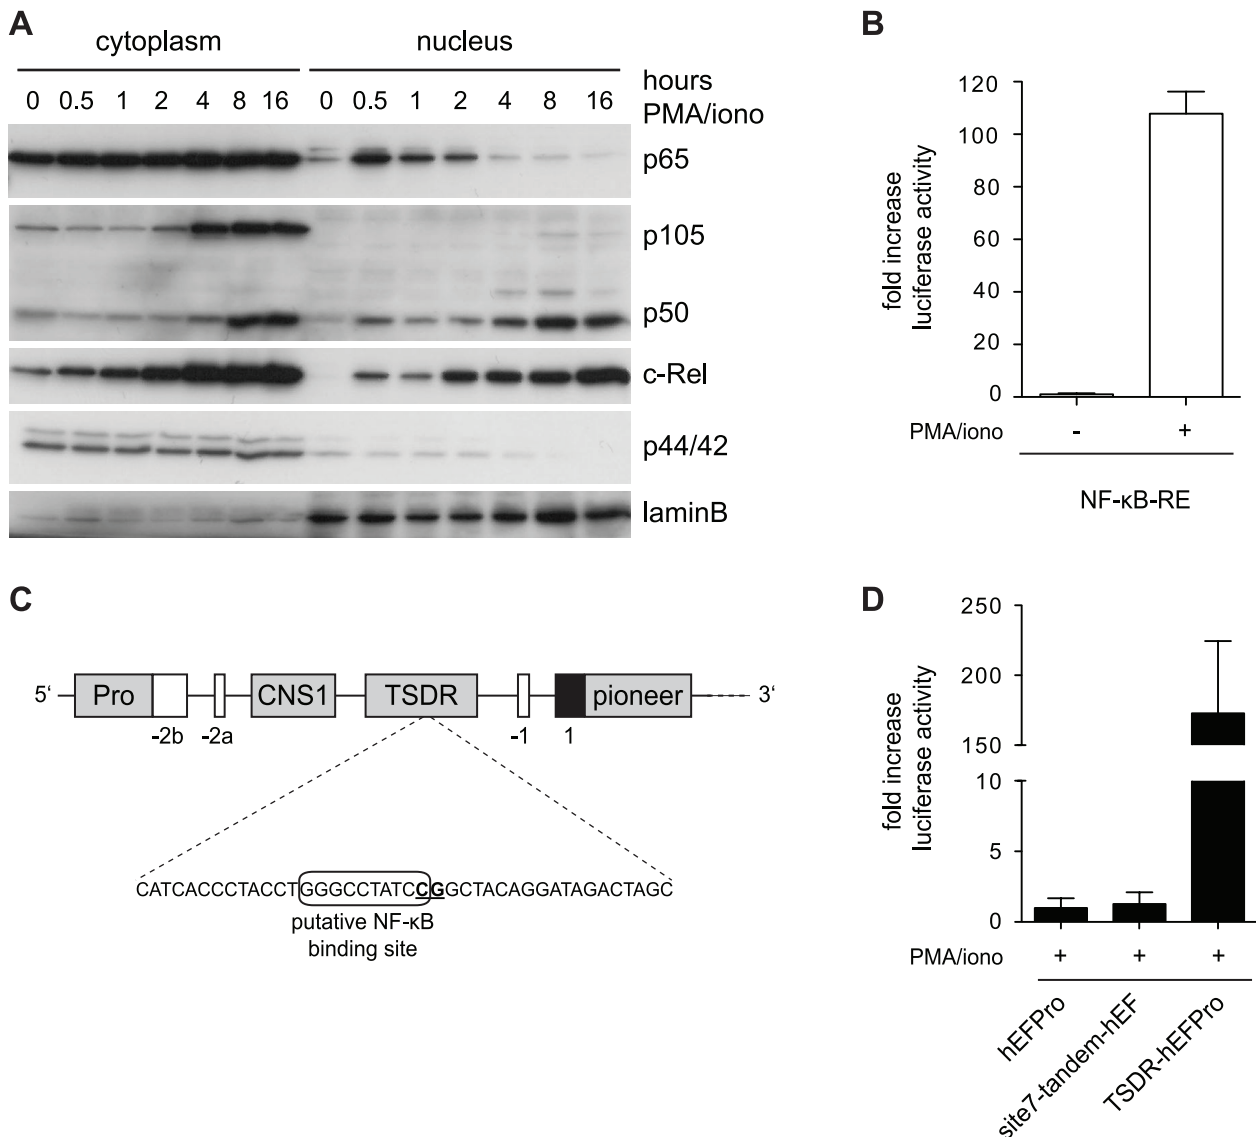 A
cytoplasm nucleus
0 0.5 1 2 4 8 16 0 0.5 1 2 4 8 16 hours
PMA/iono
p65
p105
p50
c-Rel
p44/42
laminB
B
fold increase
luciferase activity
120
100
80
60
40
20
0
PMA/iono - +
NF-κB-RE
C
5‘ Pro CNS1 TSDR pioneer 3‘
-2b -2a -1 1
CATCACCCTACCTGGGCCTATCCGGCTACAGGATAGACTAGC
putative NF-κB
binding site
D
fold increase
luciferase activity
250
200
150
10
5
0
PMA/iono + + +
hEFPro
site7-tandem-hEF
TSDR-hEFPro